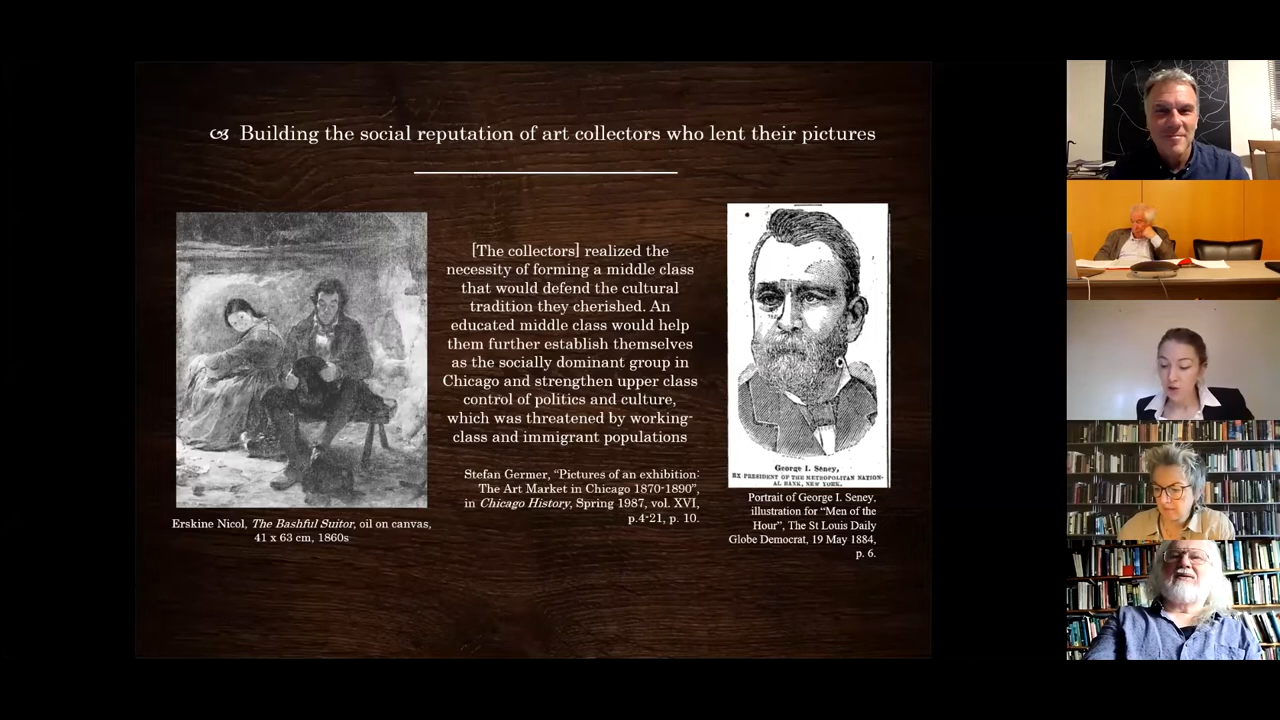 Building the social reputation of art collectors who lent their pictures
[The collectors] realized the
necessity of forming a middle class
that would defend the cultural
tradition they cherished. An
educated middle class would help
them further establish themselves
as the socially dominant group in
Chicago and strengthen upper class
control of politics and culture,
which was threatened by working-
class and immigrant populations
Stefan Germer, “Pictures of an exhibition:
The Art Market in Chicago 1870-1890”,
in Chicago History, Spring 1987, vol. XVI,
p.4-21, p. 10.
Erskine Nicol, The Bashful Suitor, oil on canvas,
41 x 63 cm, 1860s
George I. Seney,
EX PRESIDENT OF THE METROPOLITAN NATION-
AL BANK, NEW YORK.
Portrait of George I. Seney,
illustration for “Men of the
Hour”, The St Louis Daily
Globe Democrat, 19 May 1884,
p. 6.